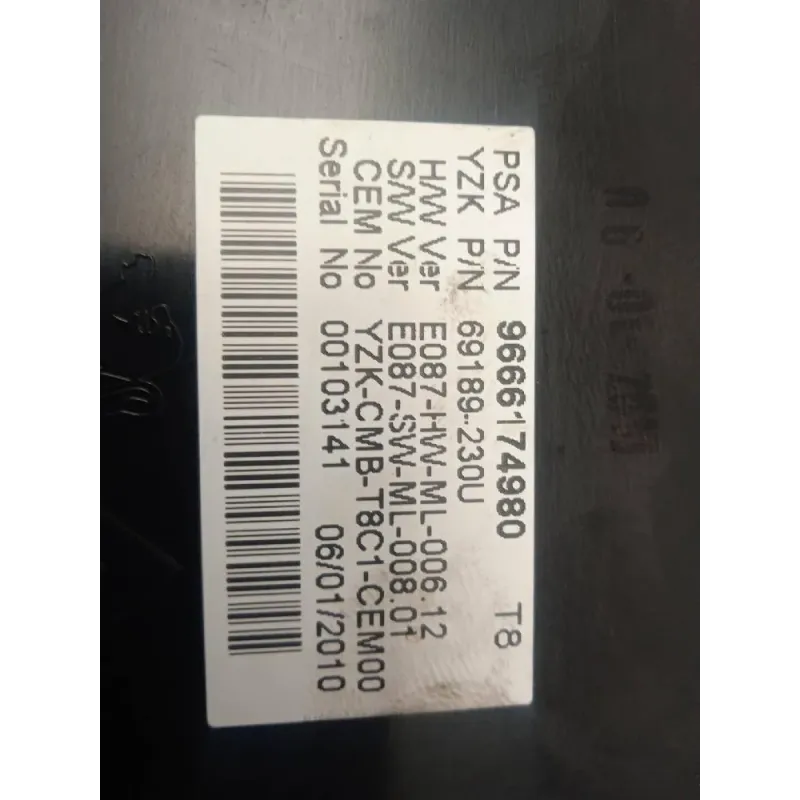 PSA P/N 9666174980 T8
YZK P/N 69189-230U
H/W Ver E087-HW-ML-006.12
S/W Ver E087-SW-ML-008.01
CEM No YZK-CMB-T8C1-CEM00
Serial No 00103141 06/01/2010